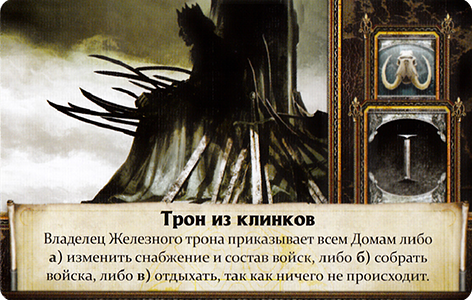 Трон из клинков
Владелец Железного трона приказывает всем Домам либо
а) изменить снабжение и состав войск, либо б) собрать
войска, либо в) отдыхать, так как ничего не происходит.